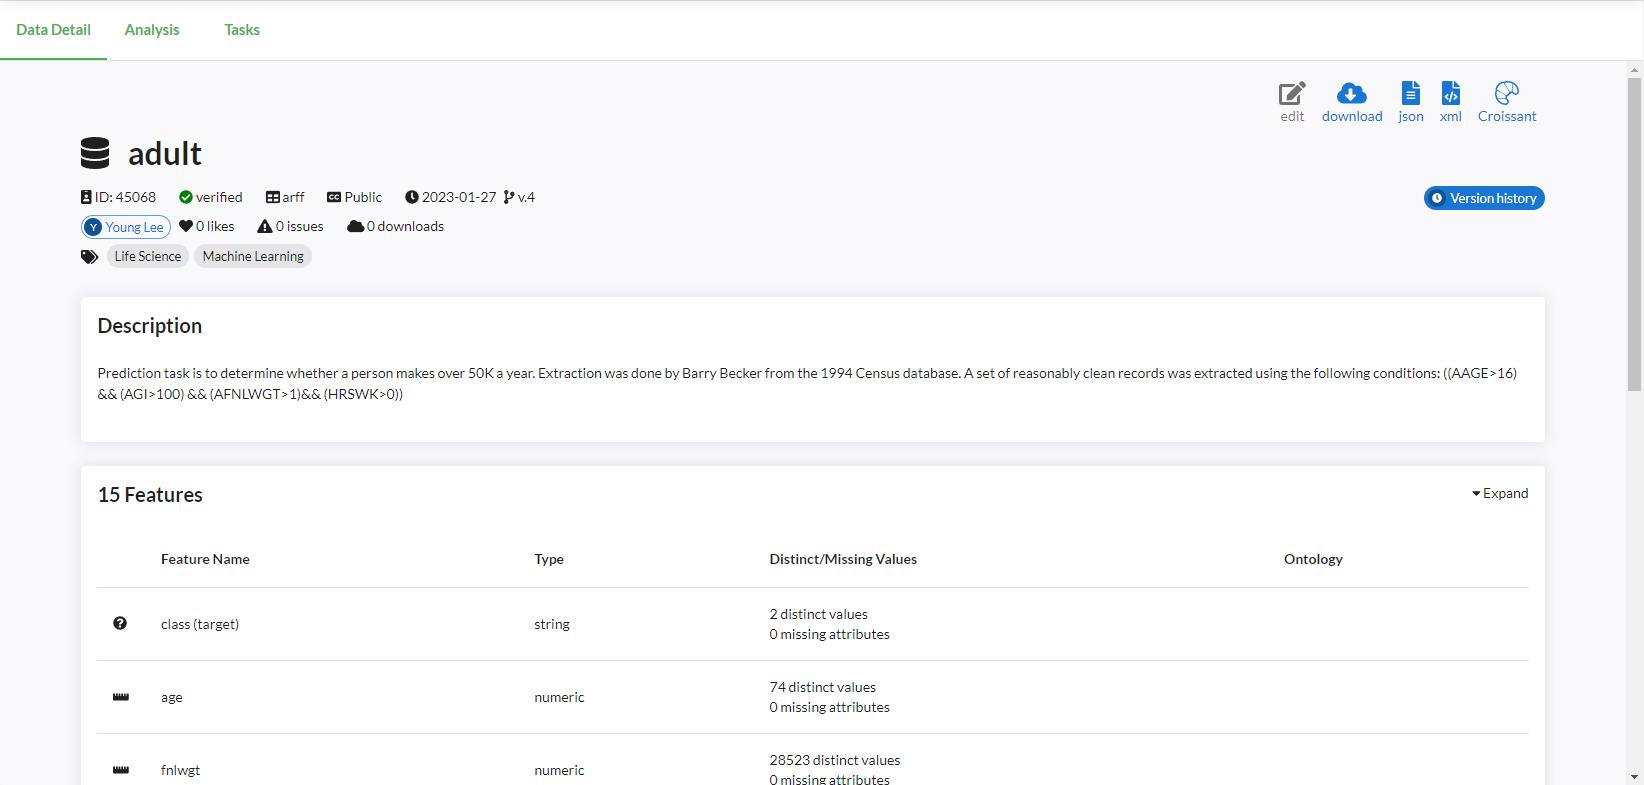 Data Detail Analysis Tasks
edit download json xml Croissant
adult
ID: 45068 verified arff Public 2023-01-27 v.4 Version history
Y Young Lee 0 likes 0 issues 0 downloads
Life Science Machine Learning
Description
Prediction task is to determine whether a person makes over 50K a year. Extraction was done by Barry Becker from the 1994 Census database. A set of reasonably clean records was extracted using the following conditions: ((AAGE>16)
&& (AGI>100) && (AFNLWGT>1)&& (HRSWK>0))
15 Features Expand
Feature Name Type Distinct/Missing Values Ontology
class (target) string 2 distinct values
0 missing attributes
age numeric 74 distinct values
0 missing attributes
fnlwgt numeric 28523 distinct values
0 missing attributes